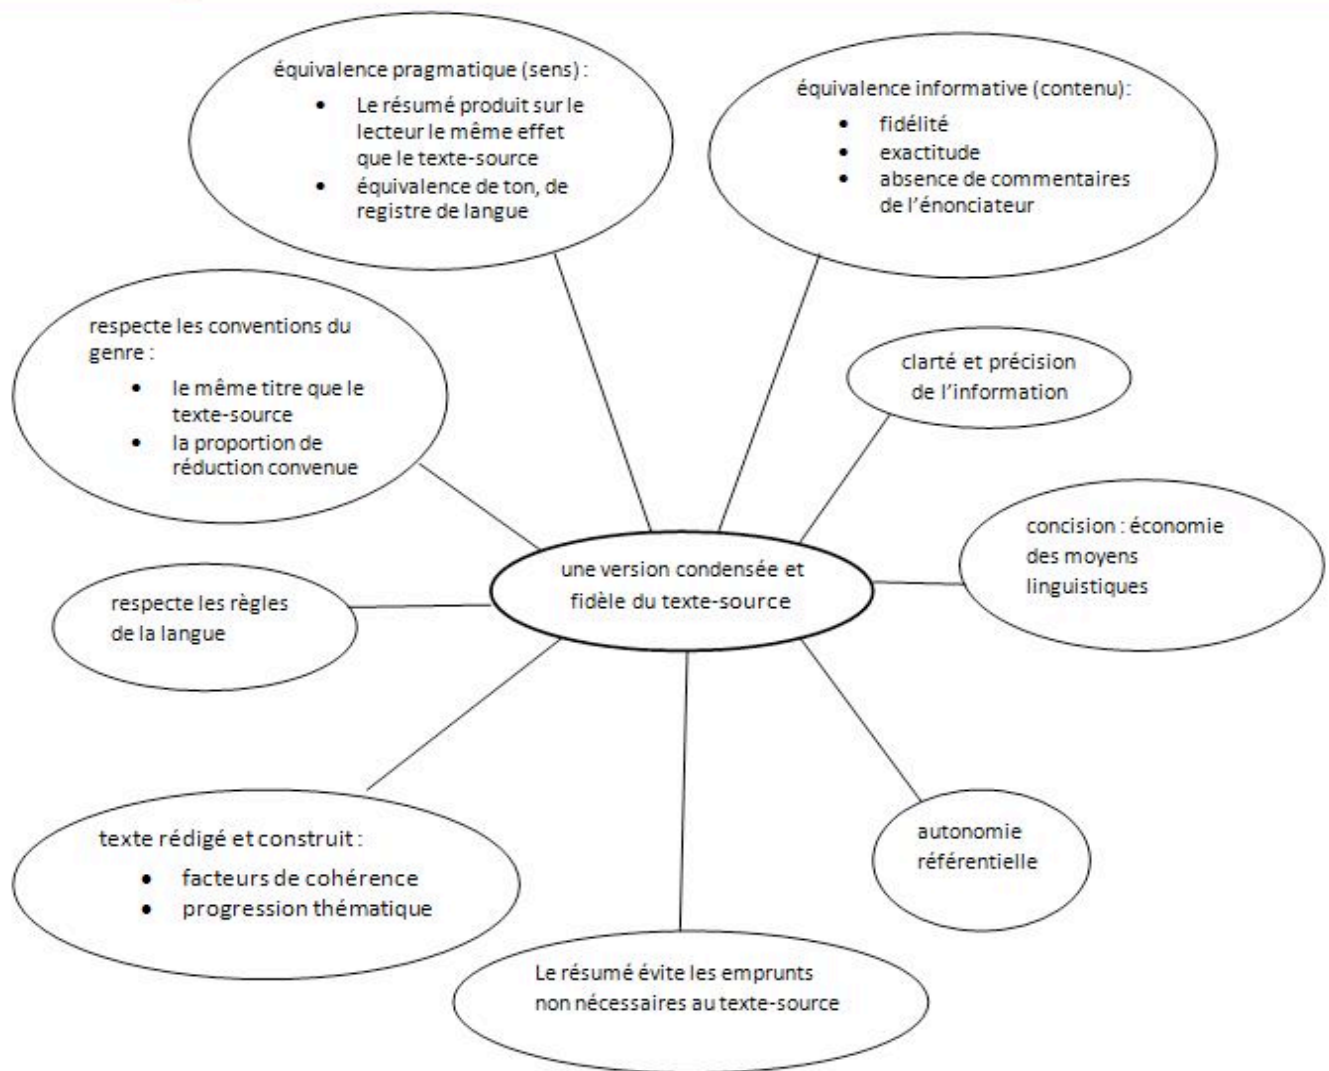 équivalence pragmatique (sens) :
• Le résumé produit sur le
lecteur le même effet
que le texte-source
• équivalence de ton, de
registre de langue
équivalence informative (contenu) :
• fidélité
• exactitude
• absence de commentaires
de l'énonciateur
respecte les conventions du
genre :
• le même titre que le
texte-source
• la proportion de
réduction convenue
clarté et précision
de l'information
concision : économie
des moyens
linguistiques
une version condensée et
fidèle du texte-source
respecte les règles
de la langue
texte rédigé et construit :
• facteurs de cohérence
• progression thématique
autonomie
référentielle
Le résumé évite les emprunts
non nécessaires au texte-source